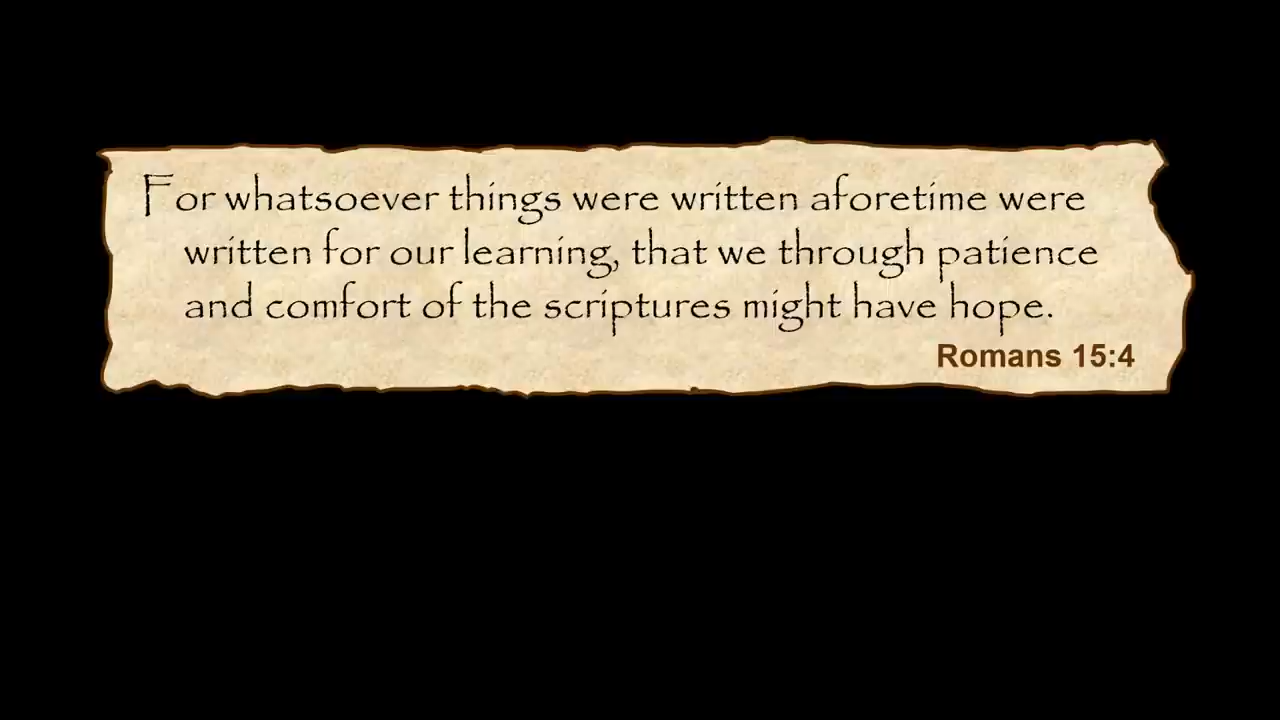 For whatsoever things were written aforetime were
written for our learning, that we through patience
and comfort of the scriptures might have hope.
Romans 15:4